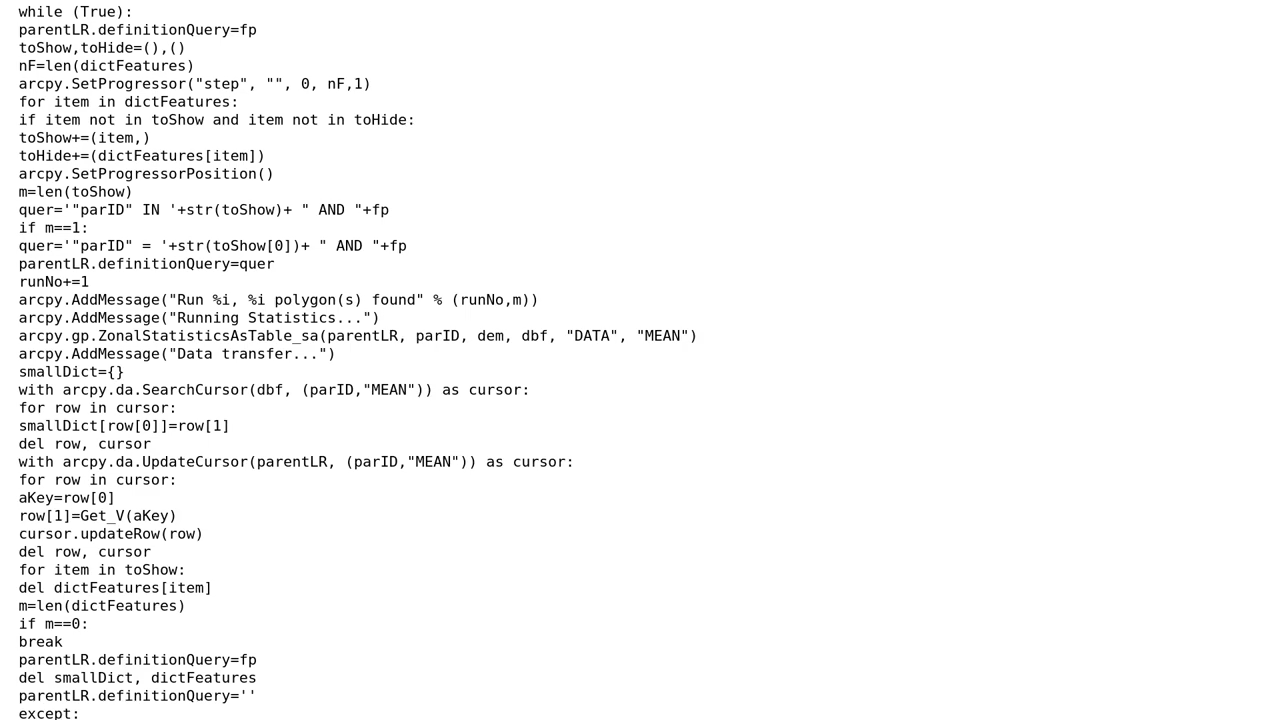 while (True):
parentLR.definitionQuery=fp
toShow,toHide=(),()
nF=len(dictFeatures)
arcpy.SetProgressor("step", "", 0, nF,1)
for item in dictFeatures:
if item not in toShow and item not in toHide:
toShow+=(item,)
toHide+=(dictFeatures[item])
arcpy.SetProgressorPosition()
m=len(toShow)
quer='"parID" IN '+str(toShow)+ " AND "+fp
if m==1:
quer='"parID" = '+str(toShow[0])+ " AND "+fp
parentLR.definitionQuery=quer
runNo+=1
arcpy.AddMessage("Run %i, %i polygon(s) found" % (runNo,m))
arcpy.AddMessage("Running Statistics...")
arcpy.gp.ZonalStatisticsAsTable_sa(parentLR, parID, dem, dbf, "DATA", "MEAN")
arcpy.AddMessage("Data transfer...")
smallDict={}
with arcpy.da.SearchCursor(dbf, (parID,"MEAN")) as cursor:
for row in cursor:
smallDict[row[0]]=row[1]
del row, cursor
with arcpy.da.UpdateCursor(parentLR, (parID,"MEAN")) as cursor:
for row in cursor:
aKey=row[0]
row[1]=Get_V(aKey)
cursor.updateRow(row)
del row, cursor
for item in toShow:
del dictFeatures[item]
m=len(dictFeatures)
if m==0:
break
parentLR.definitionQuery=fp
del smallDict, dictFeatures
parentLR.definitionQuery=''
except: